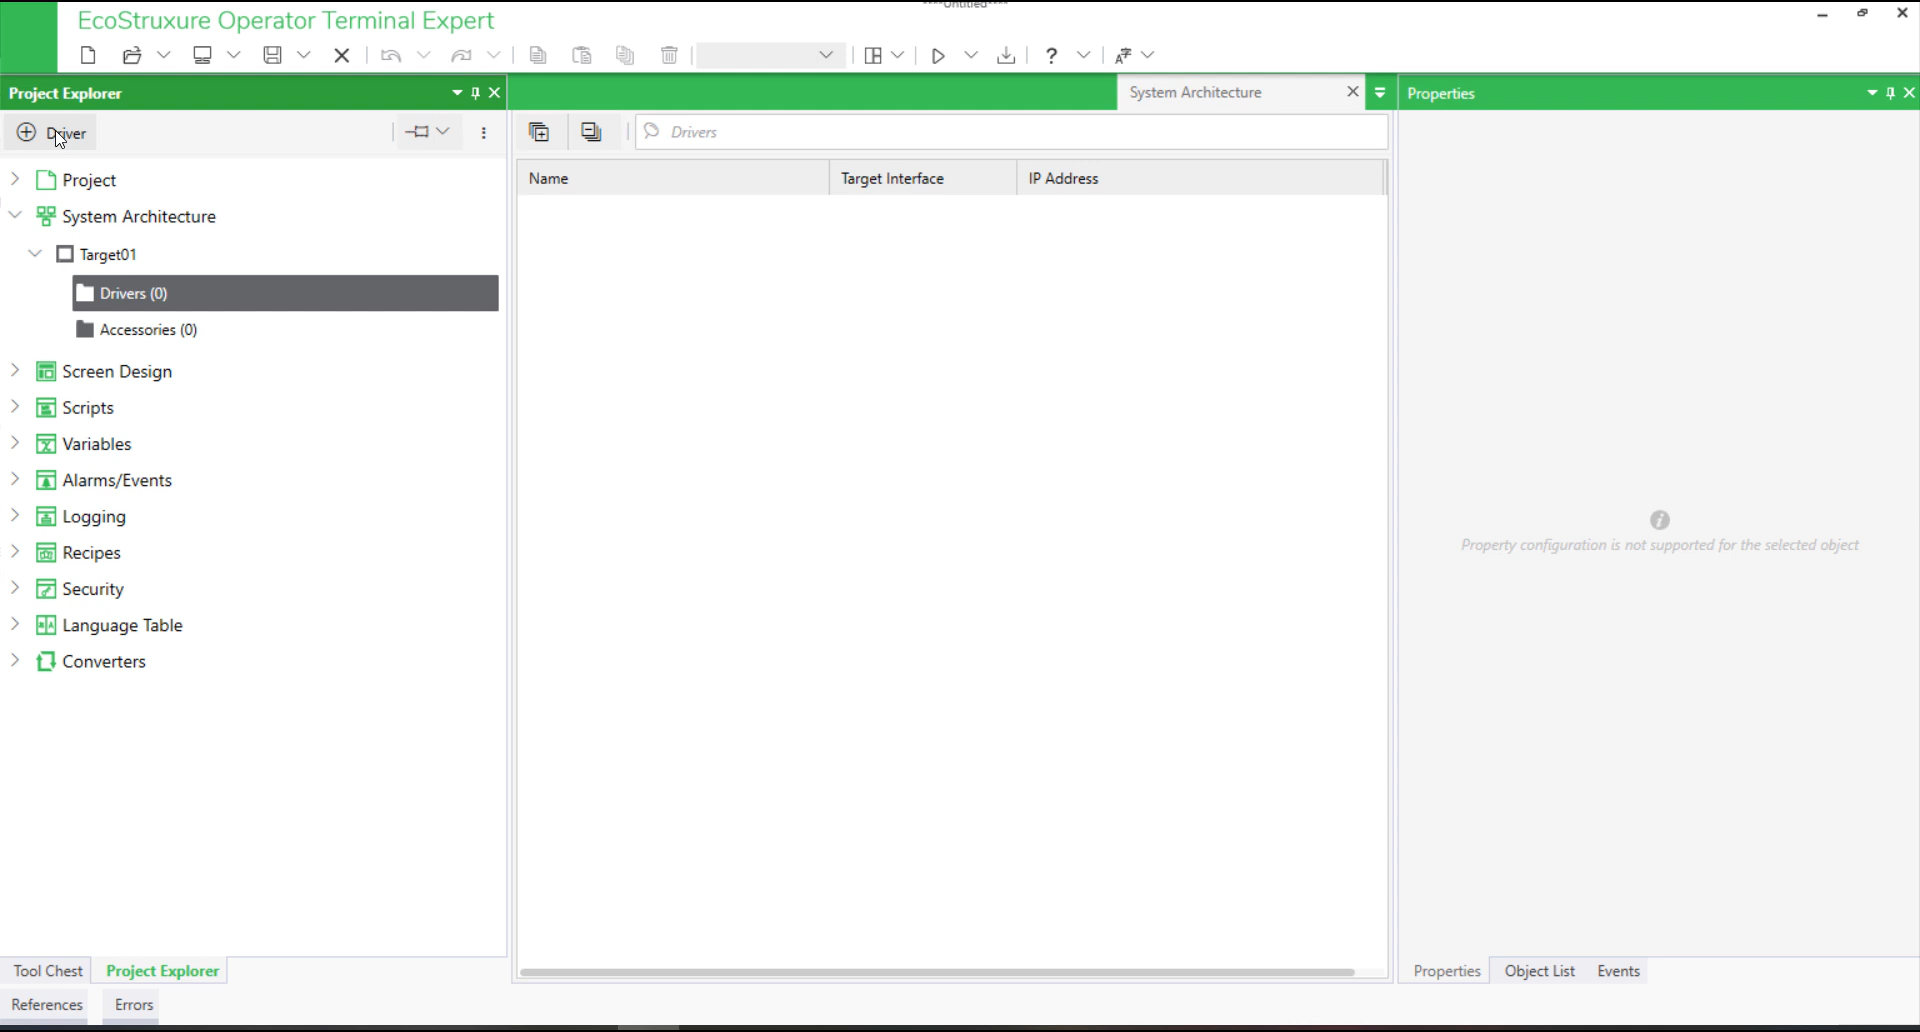 ****Untitled****
EcoStruxure Operator Terminal Expert
Project Explorer
System Architecture
Properties
Driver
Drivers
Project
System Architecture
Target01
Drivers (0)
Accessories (0)
Screen Design
Scripts
Variables
Alarms/Events
Logging
Recipes
Security
Language Table
Converters
Name
Target Interface
IP Address
Property configuration is not supported for the selected object
Tool Chest
Project Explorer
Properties
Object List
Events
References
Errors